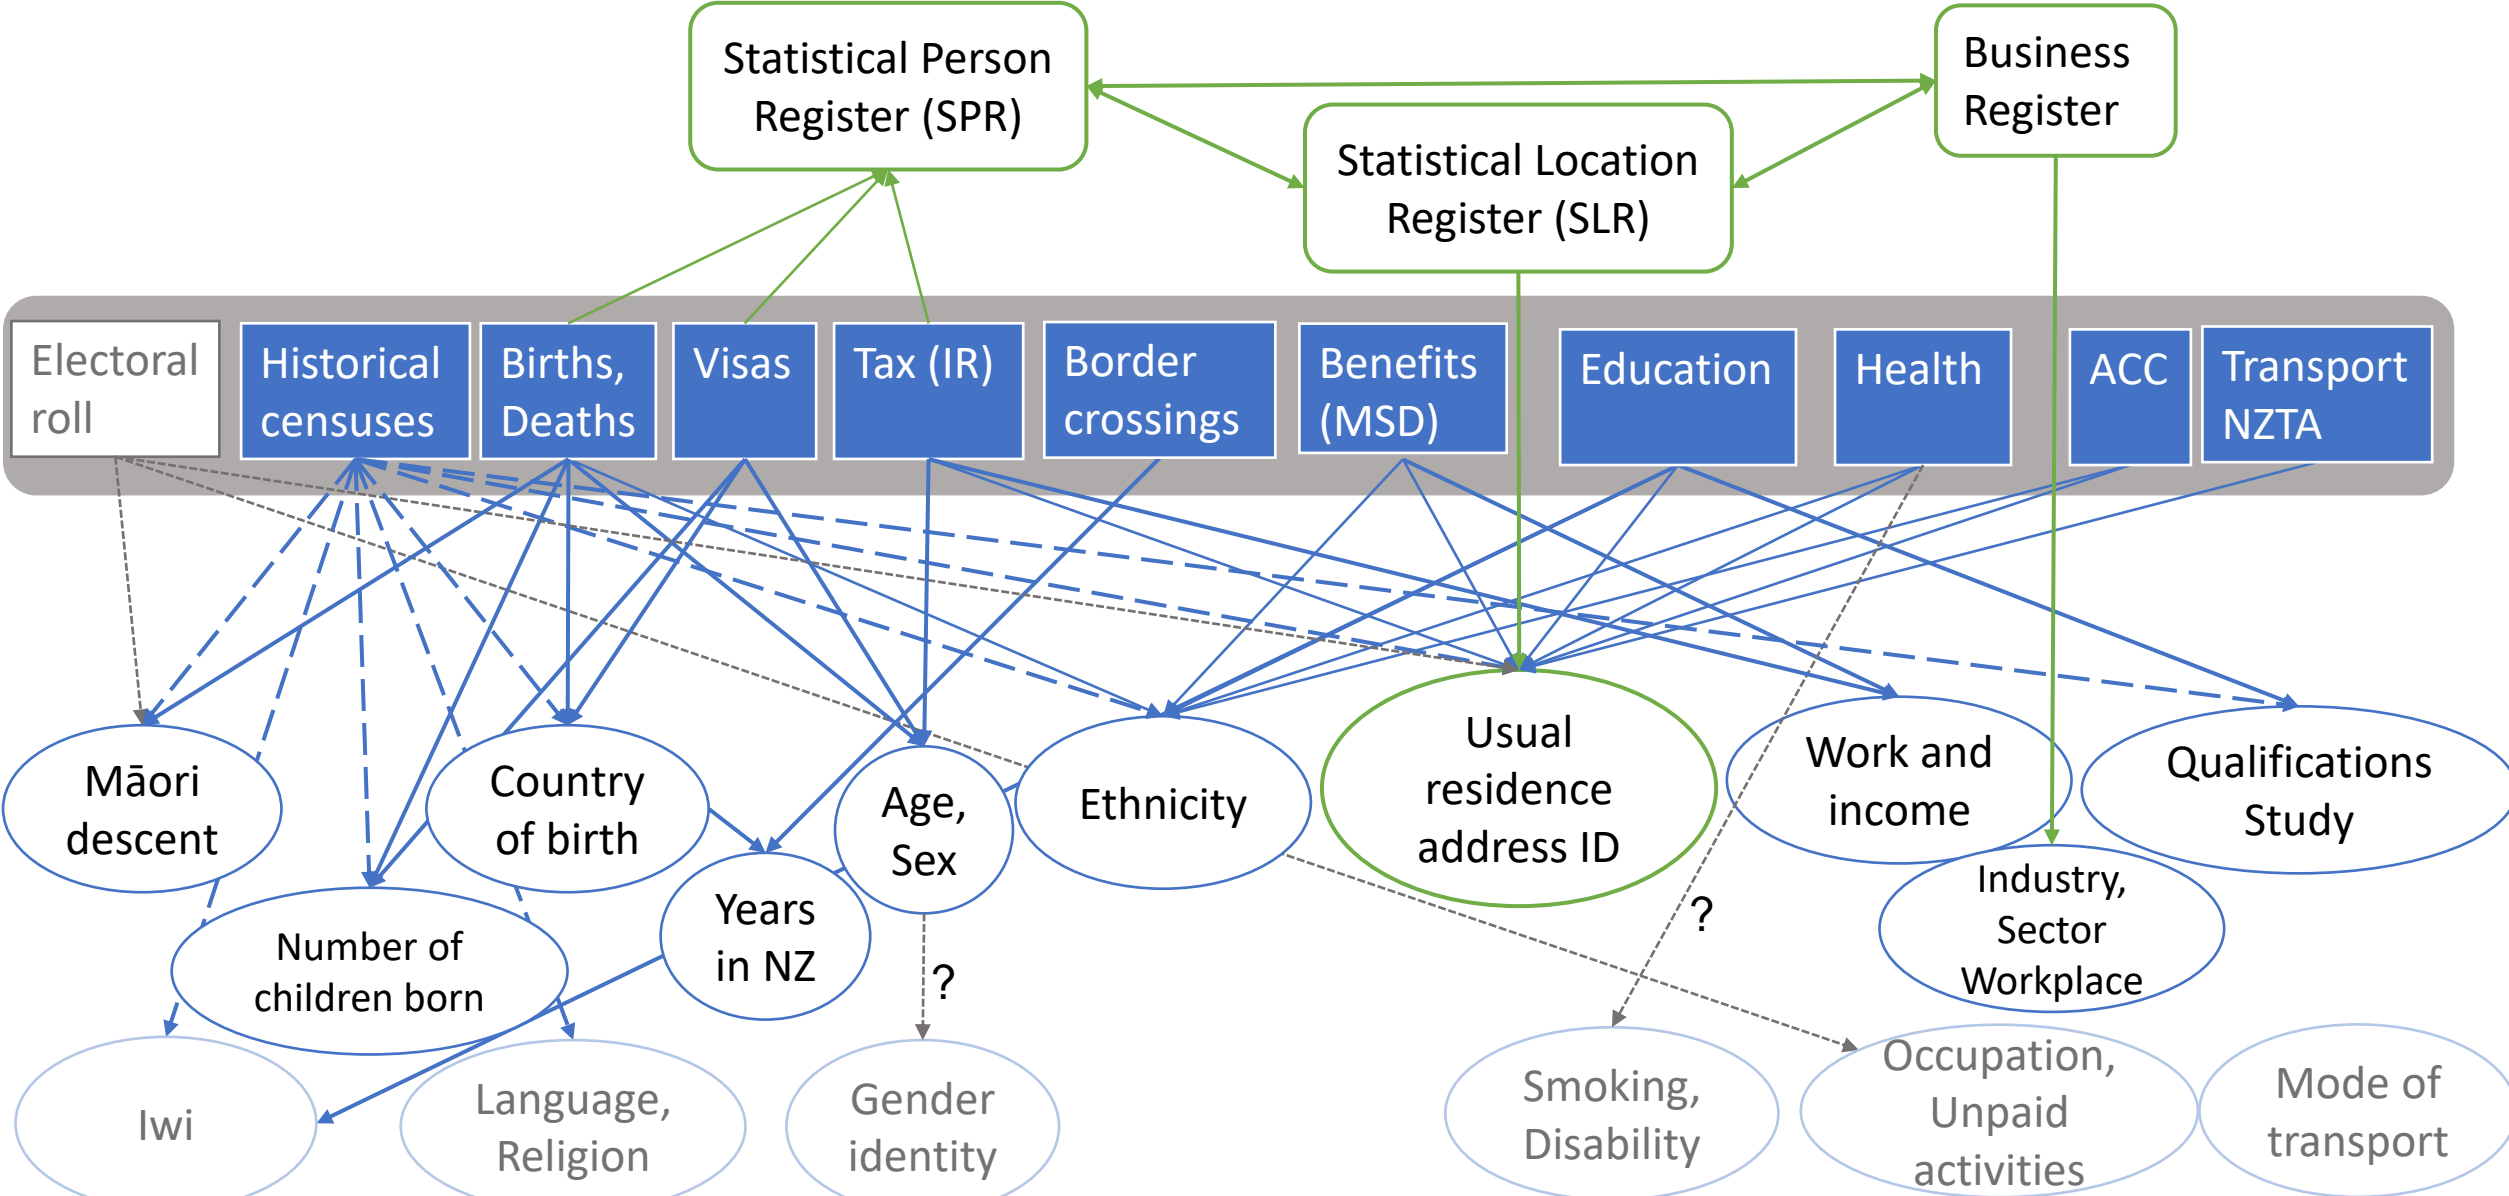 Statistical Person
Register (SPR)
Business
Register
Statistical Location
Register (SLR)
Electoral
roll
Historical
censuses
Births,
Deaths
Visas
Tax (IR)
Border
crossings
Benefits
(MSD)
Education
Health
ACC
Transport
NZTA
Māori
descent
Country
of birth
Age,
Sex
Ethnicity
Usual
residence
address ID
Work and
income
Qualifications
Study
Number of
children born
Years
in NZ
?
?
Industry,
Sector
Workplace
Iwi
Language,
Religion
Gender
identity
Smoking,
Disability
Occupation,
Unpaid
activities
Mode of
transport